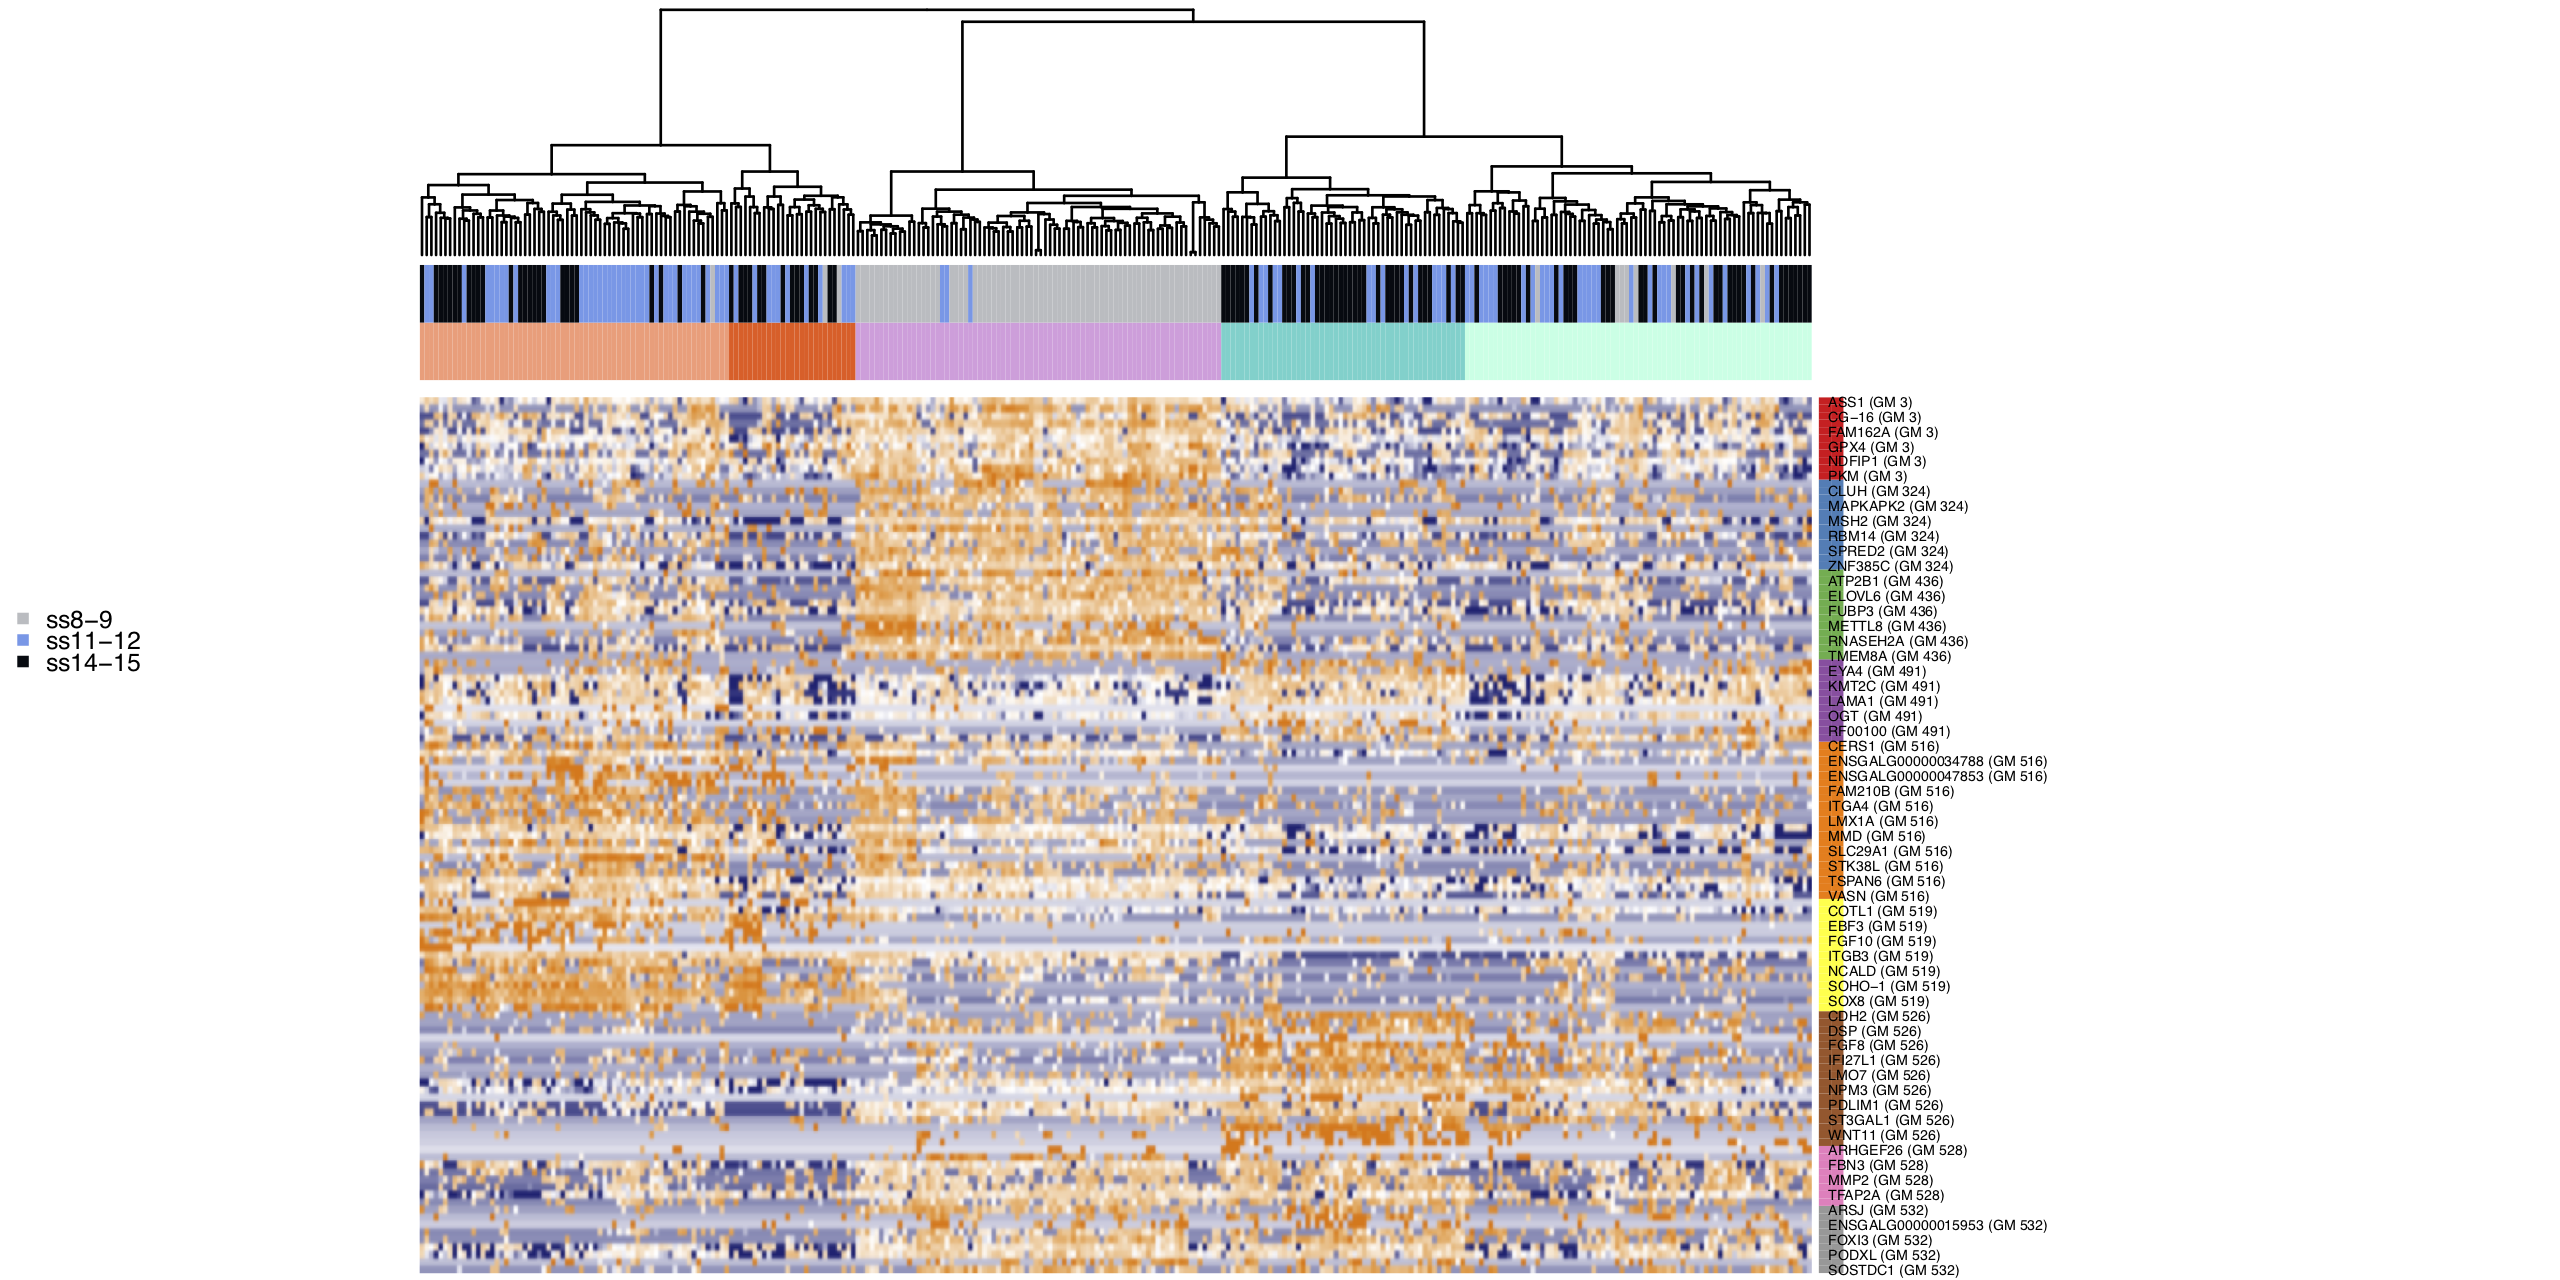 ss8−9
ss11−12
ss14−15
ASS1 (GM 3)
CG−16 (GM 3)
FAM162A (GM 3)
GPX4 (GM 3)
NDFIP1 (GM 3)
PKM (GM 3)
CLUH (GM 324)
MAPKAPK2 (GM 324)
MSH2 (GM 324)
RBM14 (GM 324)
SPRED2 (GM 324)
ZNF385C (GM 324)
ATP2B1 (GM 436)
ELOVL6 (GM 436)
FUBP3 (GM 436)
METTL8 (GM 436)
RNASEH2A (GM 436)
TMEM8A (GM 436)
EYA4 (GM 491)
KMT2C (GM 491)
LAMA1 (GM 491)
OGT (GM 491)
RF00100 (GM 491)
CERS1 (GM 516)
ENSGALG00000034788 (GM 516)
ENSGALG00000047853 (GM 516)
FAM210B (GM 516)
ITGA4 (GM 516)
LMX1A (GM 516)
MMD (GM 516)
SLC29A1 (GM 516)
STK38L (GM 516)
TSPAN6 (GM 516)
VASN (GM 516)
COTL1 (GM 519)
EBF3 (GM 519)
FGF10 (GM 519)
ITGB3 (GM 519)
NCALD (GM 519)
SOHO−1 (GM 519)
SOX8 (GM 519)
CDH2 (GM 526)
DSP (GM 526)
FGF8 (GM 526)
IFI27L1 (GM 526)
LMO7 (GM 526)
NPM3 (GM 526)
PDLIM1 (GM 526)
ST3GAL1 (GM 526)
WNT11 (GM 526)
ARHGEF26 (GM 528)
FBN3 (GM 528)
MMP2 (GM 528)
TFAP2A (GM 528)
ARSJ (GM 532)
ENSGALG00000015953 (GM 532)
FOXI3 (GM 532)
PODXL (GM 532)
SOSTDC1 (GM 532)